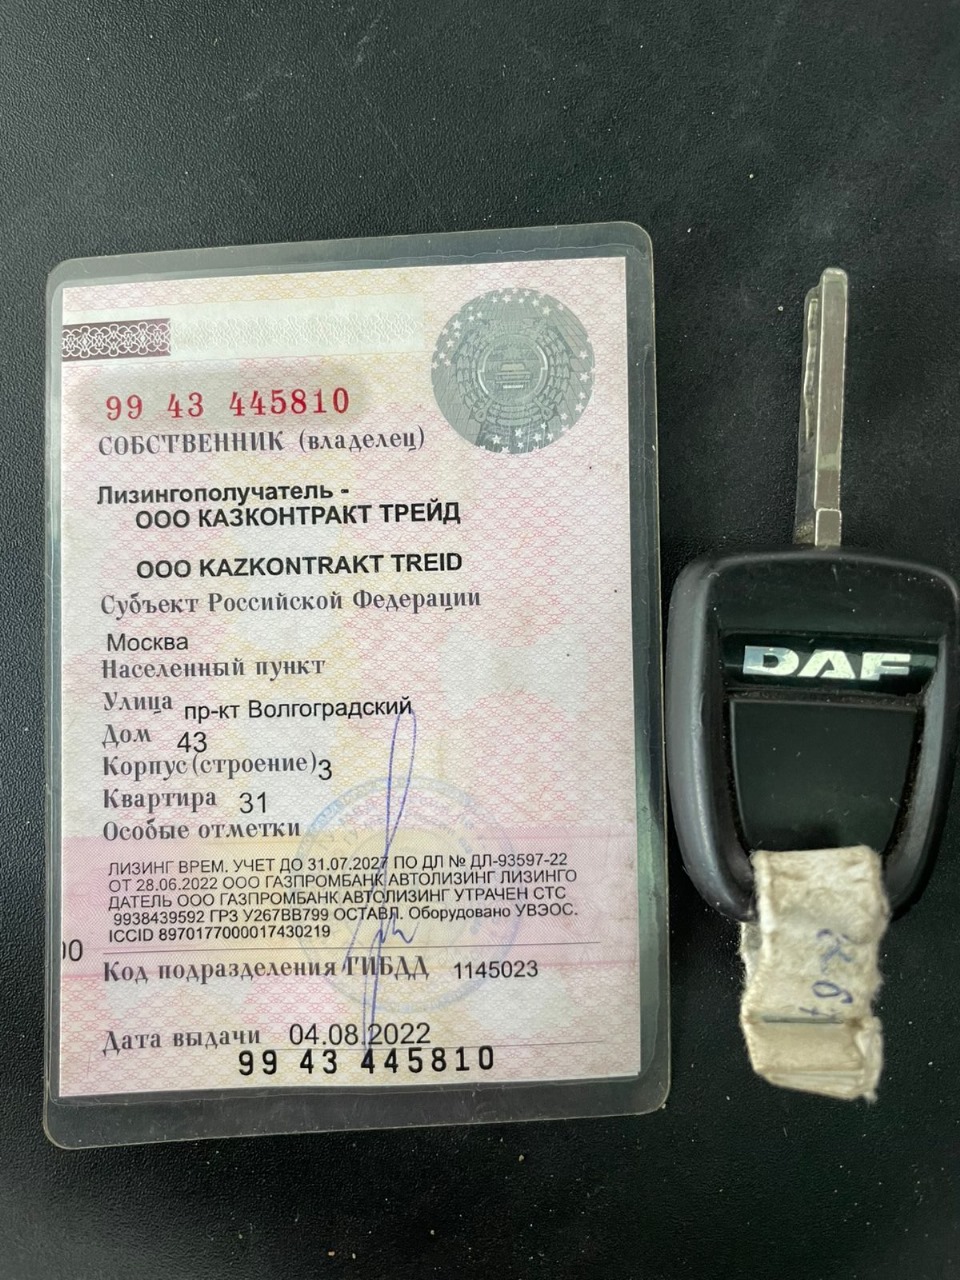 99 43 445810
СОБСТВЕННИК (владелец)
Лизингополучатель -
ООО КАЗКОНТРАКТ ТРЕЙД
ООО KAZKONTRAKT TREID
Субъект Российской Федерации
Москва
Населенный пункт
Улица пр-кт Волгоградский
Дом 43
Корпус (строение) 3
Квартира 31
Особые отметки
ЛИЗИНГ ВРЕМ. УЧЕТ ДО 31.07.2027 ПО ДЛ № ДЛ-93597-22
ОТ 28.06.2022 ООО ГАЗПРОМБАНК АВТОЛИЗИНГ ЛИЗИНГО
ДАТЕЛЬ ООО ГАЗПРОМБАНК АВТОЛИЗИНГ УТРАЧЕН СТС
9938439592 ГРЗ У267ВВ799 ОСТАВЛ. Оборудовано УВЭОС.
ICCID 8970177000017430219
Код подразделения ГИБДД 1145023
Дата выдачи 04.08.2022
99 43 445810
DAF